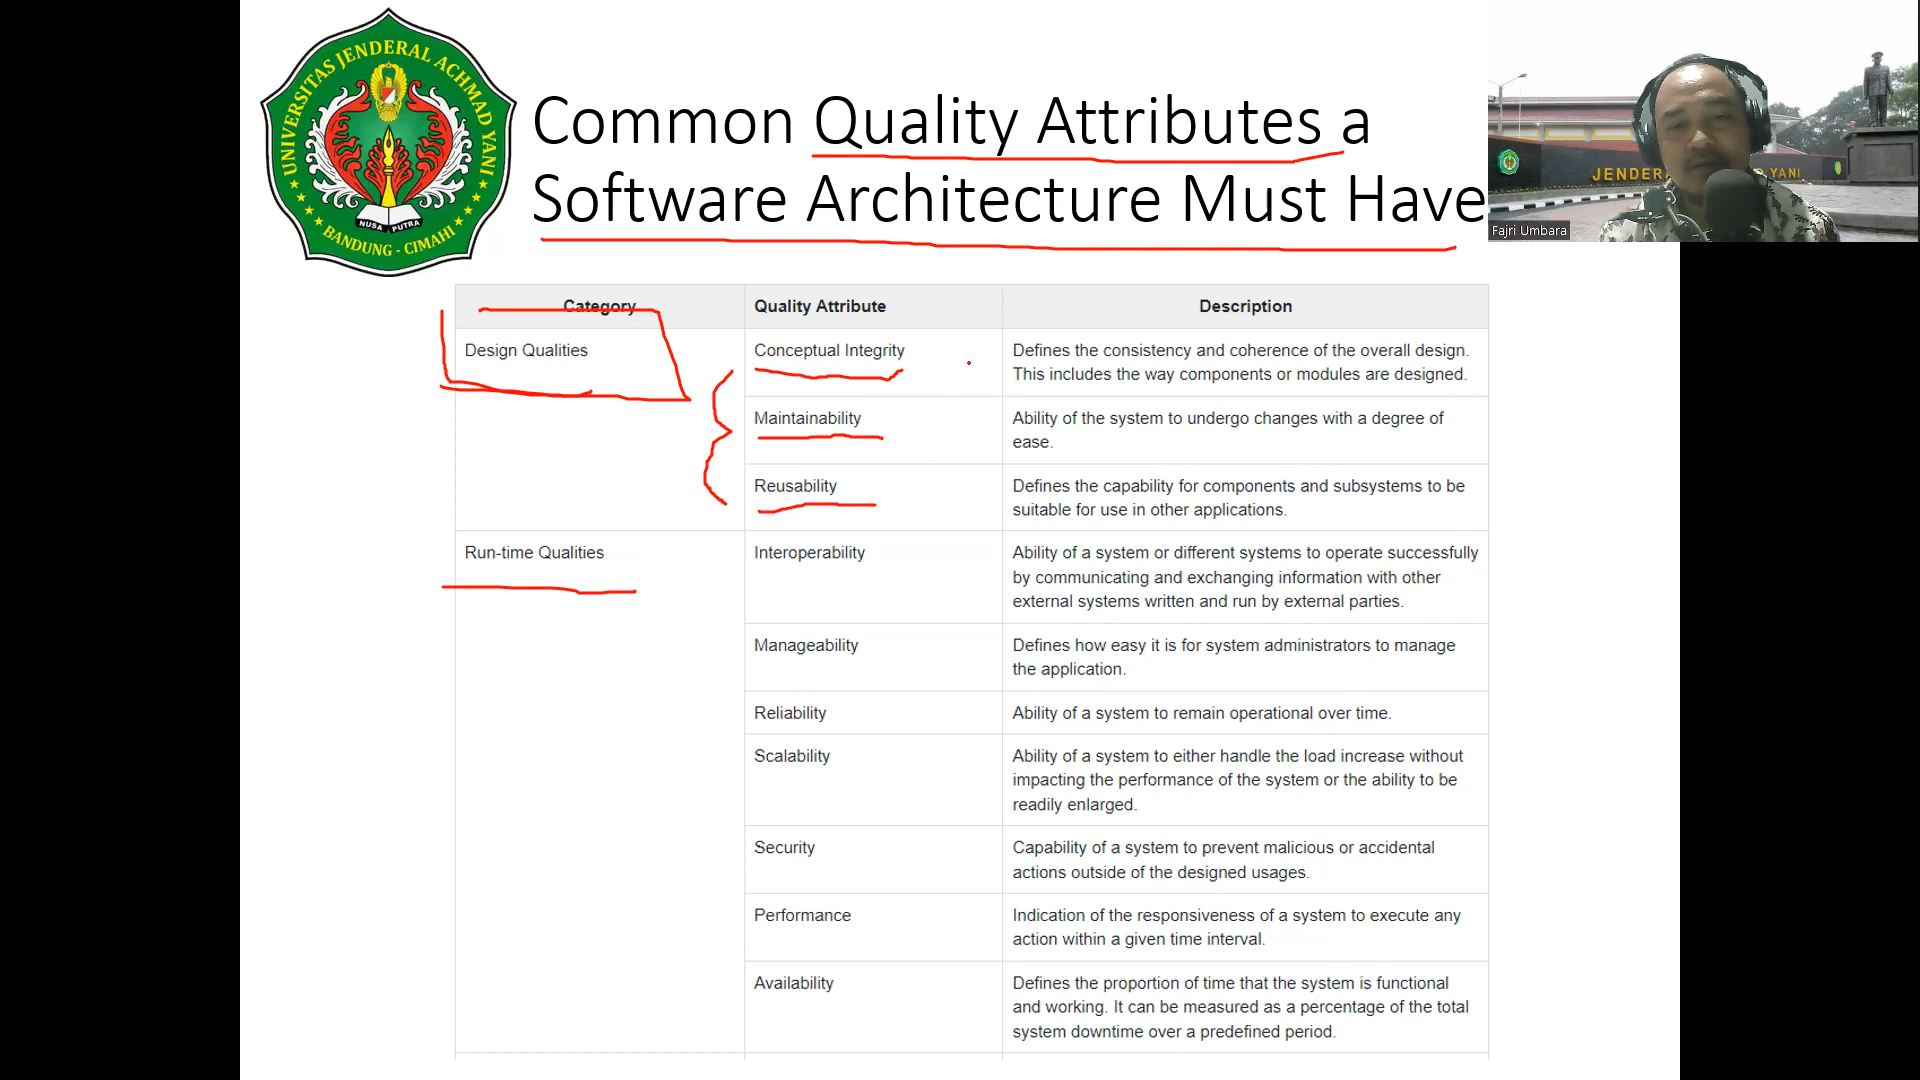 UNIVERSITAS JENDERAL ACHMAD YANI
NUSA PUTRA
BANDUNG - CIMAHI
Common Quality Attributes a
Software Architecture Must Have
JENDER
YANI
Fajri Umbara
Category Quality Attribute Description
Design Qualities Conceptual Integrity Defines the consistency and coherence of the overall design.
This includes the way components or modules are designed.
Maintainability Ability of the system to undergo changes with a degree of
ease.
Reusability Defines the capability for components and subsystems to be
suitable for use in other applications.
Run-time Qualities Interoperability Ability of a system or different systems to operate successfully
by communicating and exchanging information with other
external systems written and run by external parties.
Manageability Defines how easy it is for system administrators to manage
the application.
Reliability Ability of a system to remain operational over time.
Scalability Ability of a system to either handle the load increase without
impacting the performance of the system or the ability to be
readily enlarged.
Security Capability of a system to prevent malicious or accidental
actions outside of the designed usages.
Performance Indication of the responsiveness of a system to execute any
action within a given time interval.
Availability Defines the proportion of time that the system is functional
and working. It can be measured as a percentage of the total
system downtime over a predefined period.